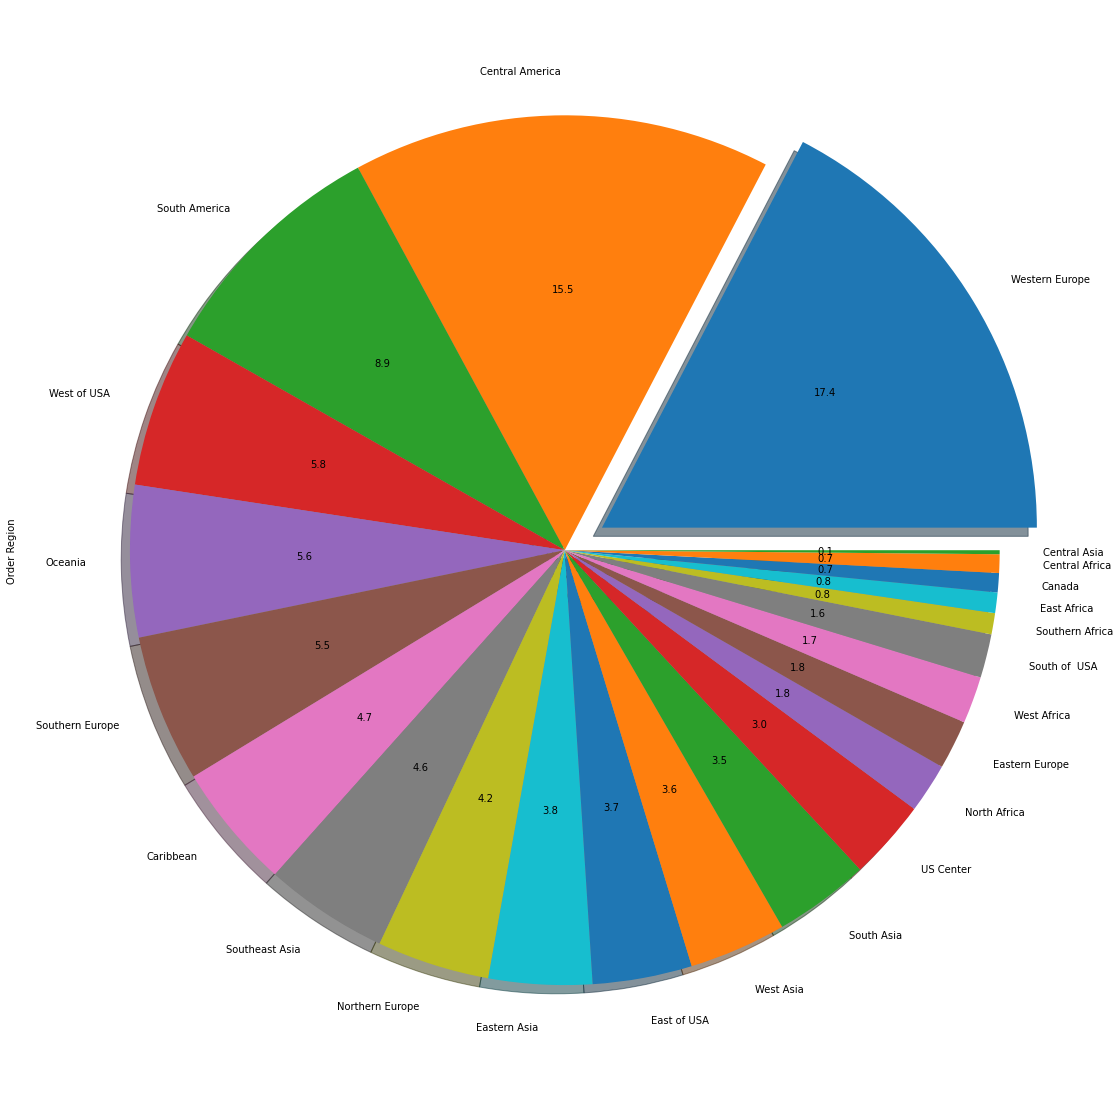 Central America
South America
Western Europe
15.5
8.9
17.4
West of USA
5.8
Order Region
Oceania
5.6
0.1
Central Asia
0.7
Central Africa
0.7
Canada
0.8
East Africa
0.8
Southern Africa
1.6
South of  USA
1.7
West Africa
1.8
Eastern Europe
1.8
North Africa
3.0
US Center
3.5
South Asia
3.6
West Asia
3.7
East of USA
3.8
Eastern Asia
4.2
Northern Europe
4.6
Southeast Asia
4.7
Caribbean
5.5
Southern Europe